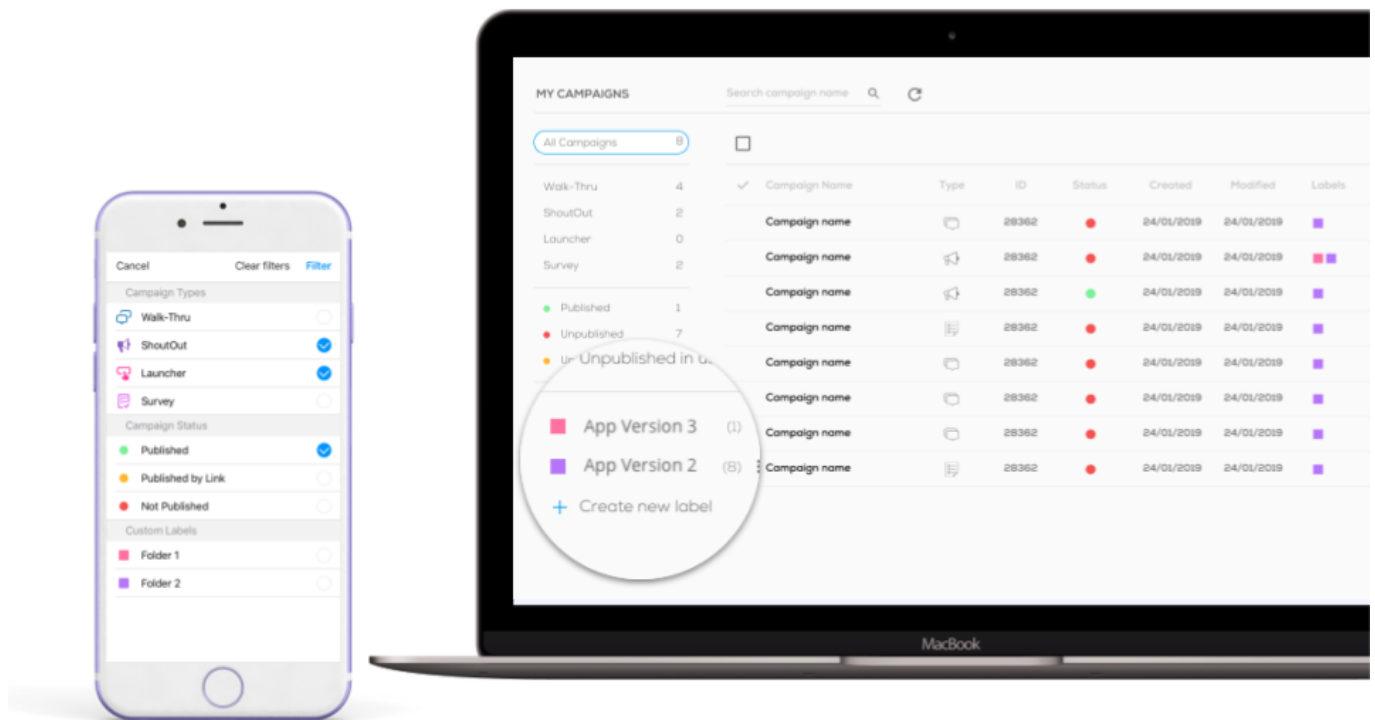 Cancel Clear filters Filter
Campaign Types
Walk-Thru
ShoutOut
Launcher
Survey
Campaign Status
Published
Published by Link
Not Published
Custom Labels
Folder 1
Folder 2
MY CAMPAIGNS
Search campaign name
All Campaigns 8
Walk-Thru 4
ShoutOut 2
Launcher 0
Survey 2
Published 1
Unpublished 7
Unpublished in
App Version 3 (1)
App Version 2 (8)
+ Create new label
Campaign Name Type ID Status Created Modified Labels
Campaign name 28362 24/01/2019 24/01/2019
Campaign name 28362 24/01/2019 24/01/2019
Campaign name 28362 24/01/2019 24/01/2019
Campaign name 28362 24/01/2019 24/01/2019
Campaign name 28362 24/01/2019 24/01/2019
Campaign name 28362 24/01/2019 24/01/2019
Campaign name 28362 24/01/2019 24/01/2019
Campaign name 28362 24/01/2019 24/01/2019
MacBook